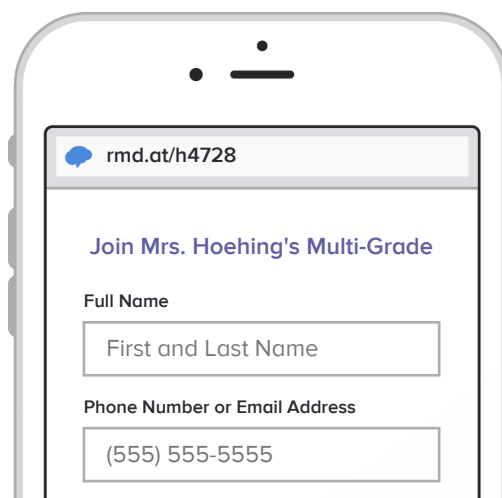 rmd.at/h4728
Join Mrs. Hoehing's Multi-Grade
Full Name
First and Last Name
Phone Number or Email Address
(555) 555-5555